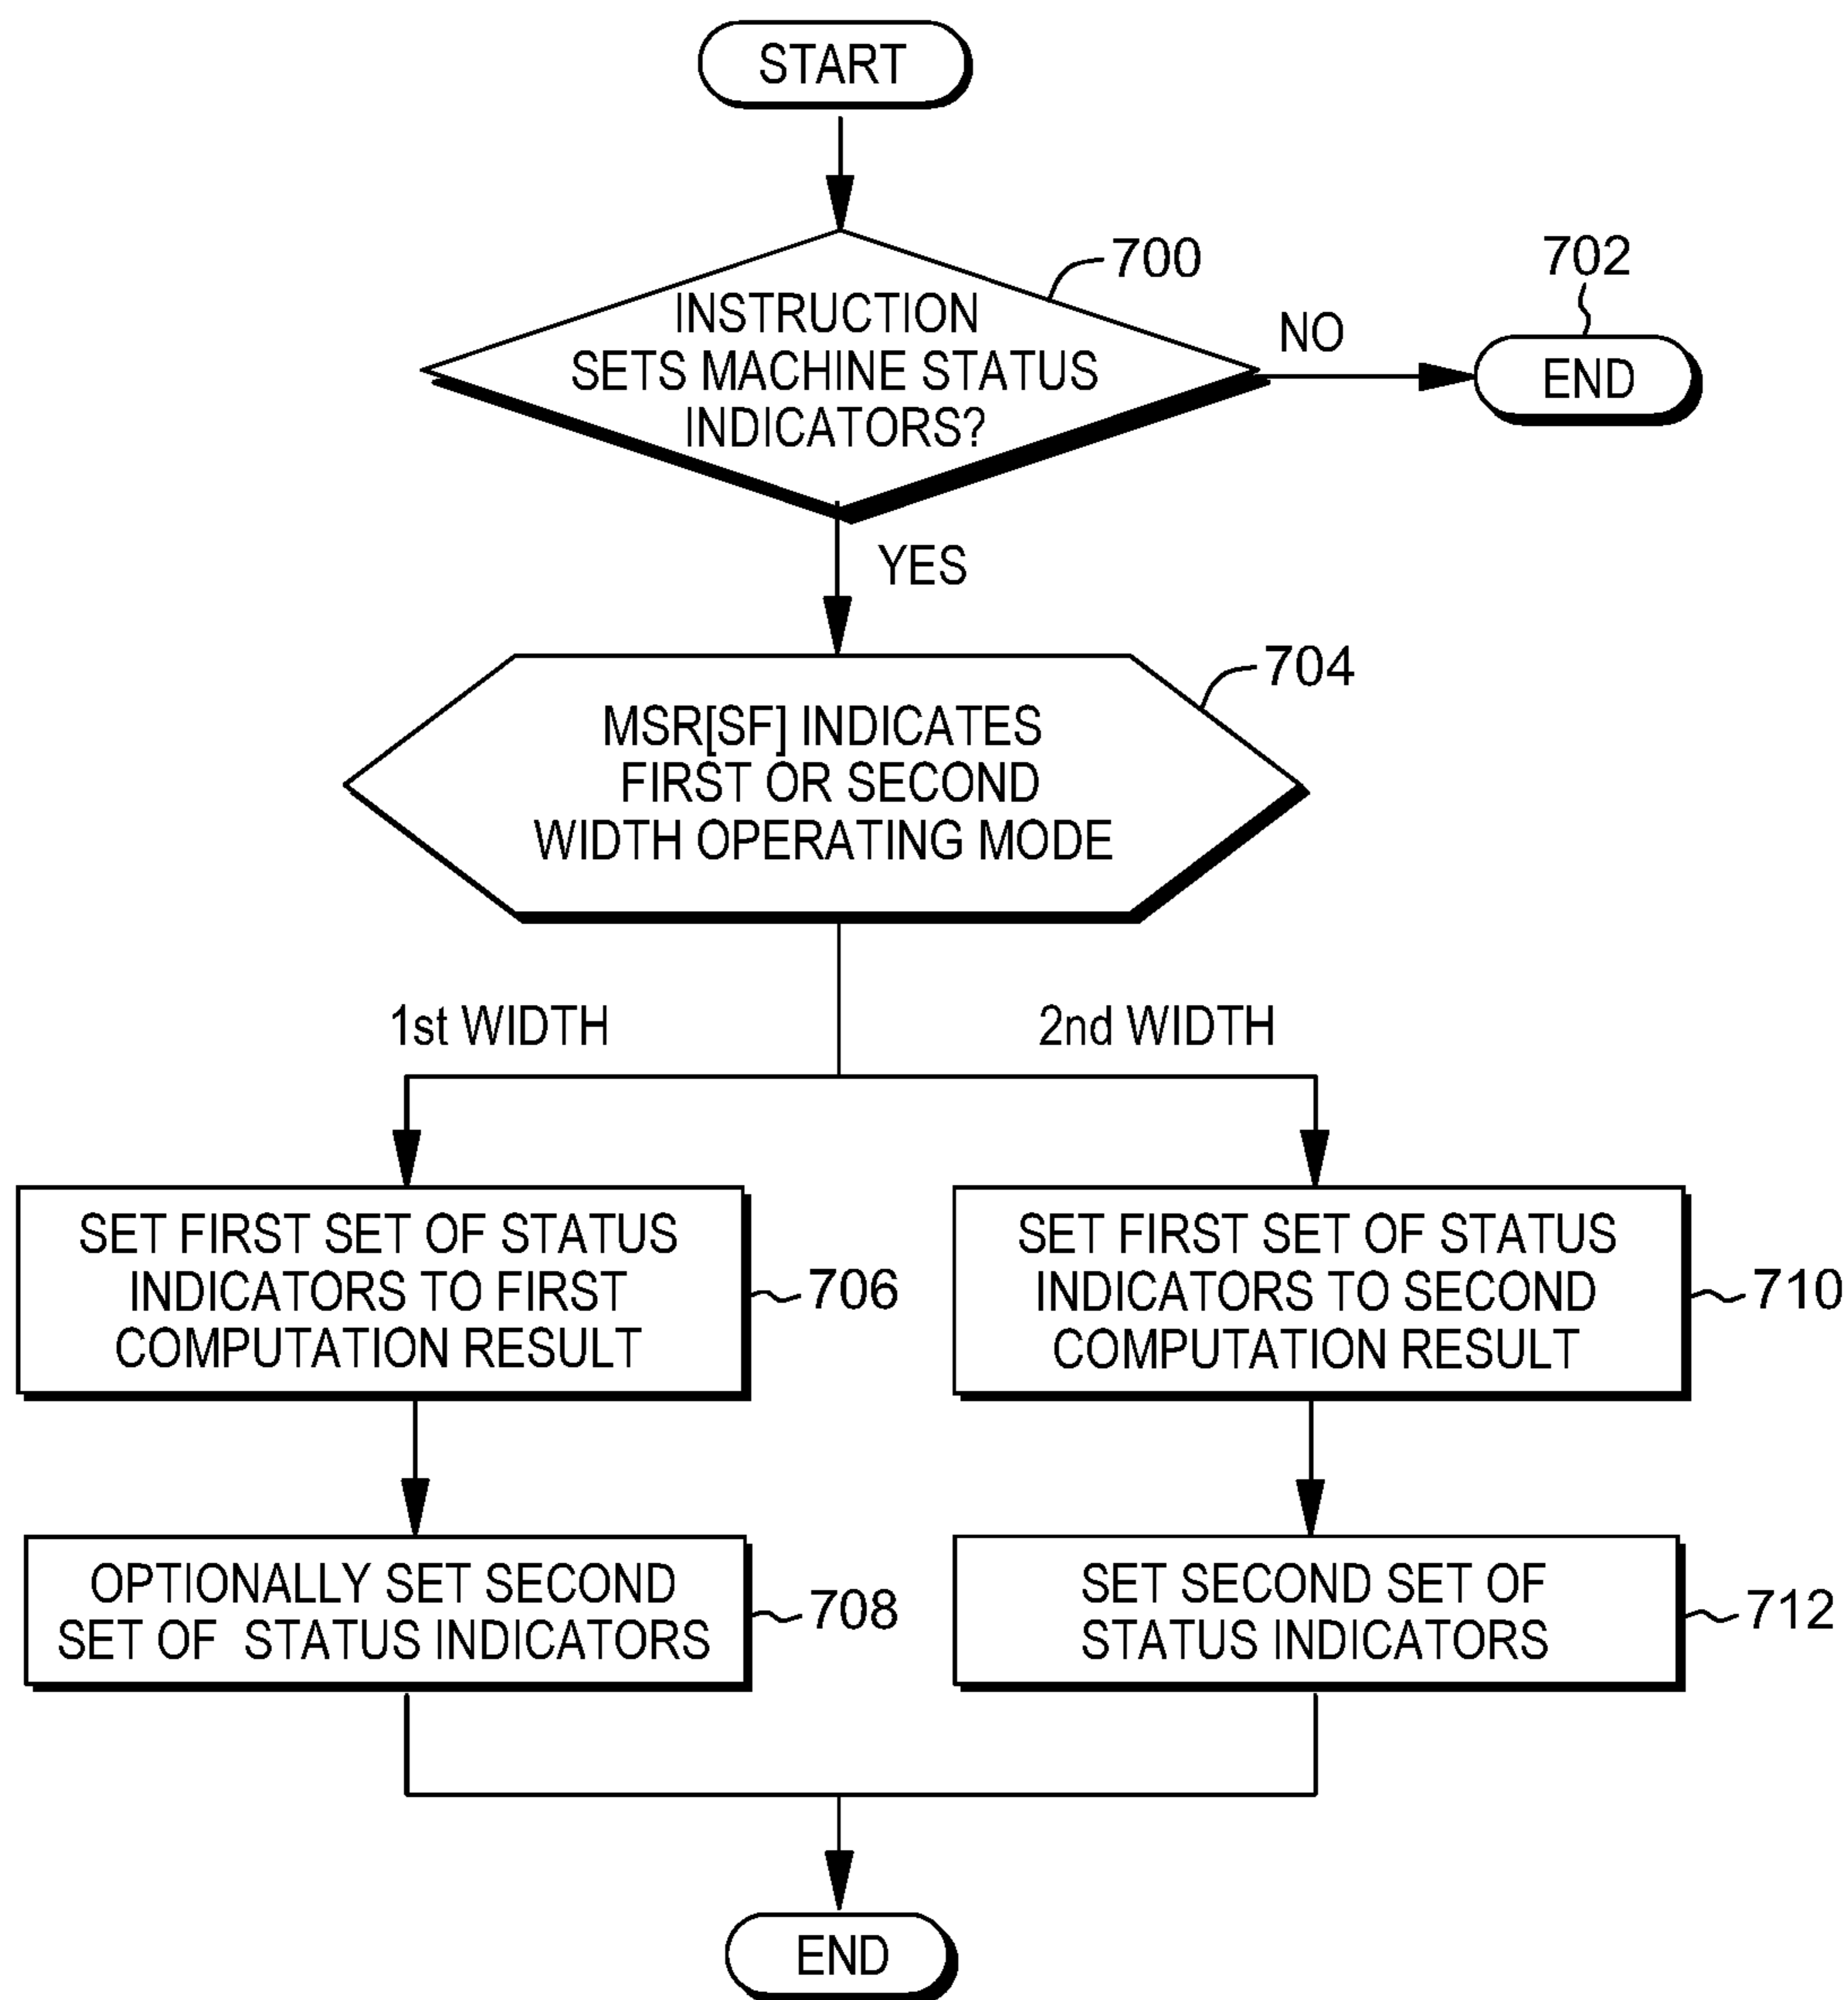 START
700
INSTRUCTION
SETS MACHINE STATUS
INDICATORS?
NO
702
END
YES
704
MSR[SF] INDICATES
FIRST OR SECOND
WIDTH OPERATING MODE
1st WIDTH
2nd WIDTH
SET FIRST SET OF STATUS
INDICATORS TO FIRST
COMPUTATION RESULT
706
SET FIRST SET OF STATUS
INDICATORS TO SECOND
COMPUTATION RESULT
710
OPTIONALLY SET SECOND
SET OF STATUS INDICATORS
708
SET SECOND SET OF
STATUS INDICATORS
712
END